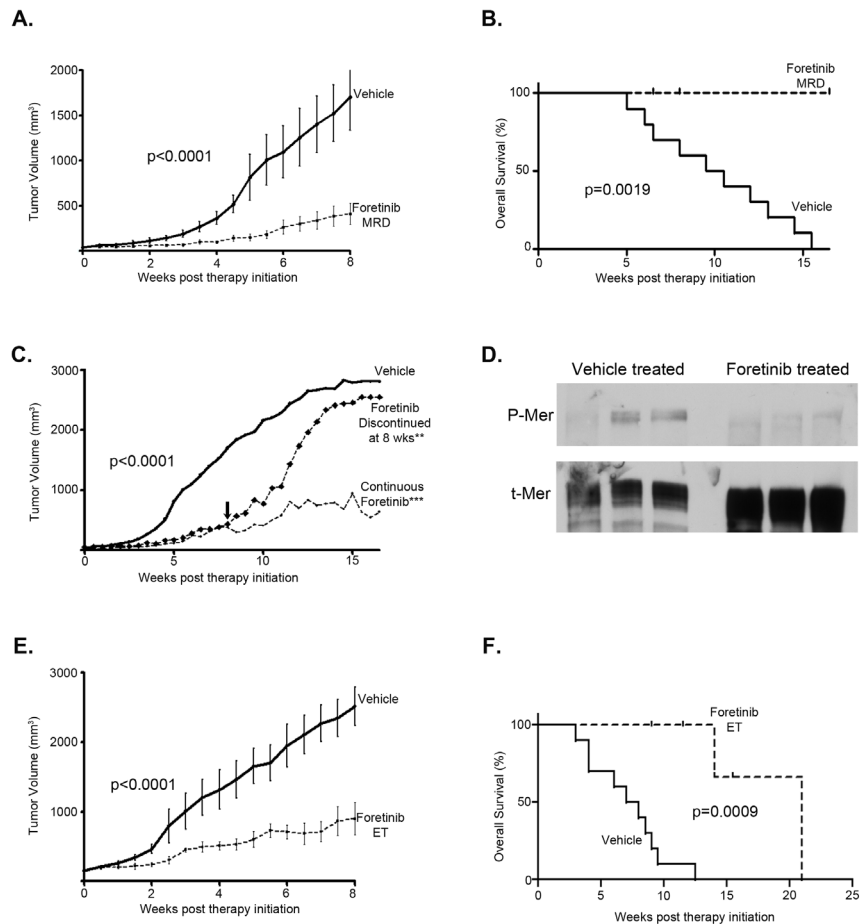 A.
2000
1500
1000
500
0
0 2 4 6 8
Tumor Volume (mm³)
Weeks post therapy initiation
p<0.0001
Vehicle
Foretinib
MRD
B.
100
50
0
0 5 10 15
Overall Survival (%)
Weeks post therapy initiation
p=0.0019
Foretinib
MRD
Vehicle
C.
3000
2000
1000
0
0 5 10 15
Tumor Volume (mm³)
Weeks post therapy initiation
p<0.0001
Vehicle
Foretinib
Discontinued
at 8 wks**
Continuous
Foretinib***
D.
Vehicle treated Foretinib treated
P-Mer
t-Mer
E.
3000
2000
1000
0
0 2 4 6 8
Tumor Volume (mm³)
Weeks post therapy initiation
p<0.0001
Vehicle
Foretinib
ET
F.
100
50
0
0 5 10 15 20 25
Overall Survival (%)
Weeks post therapy initiation
Foretinib
ET
p=0.0009
Vehicle